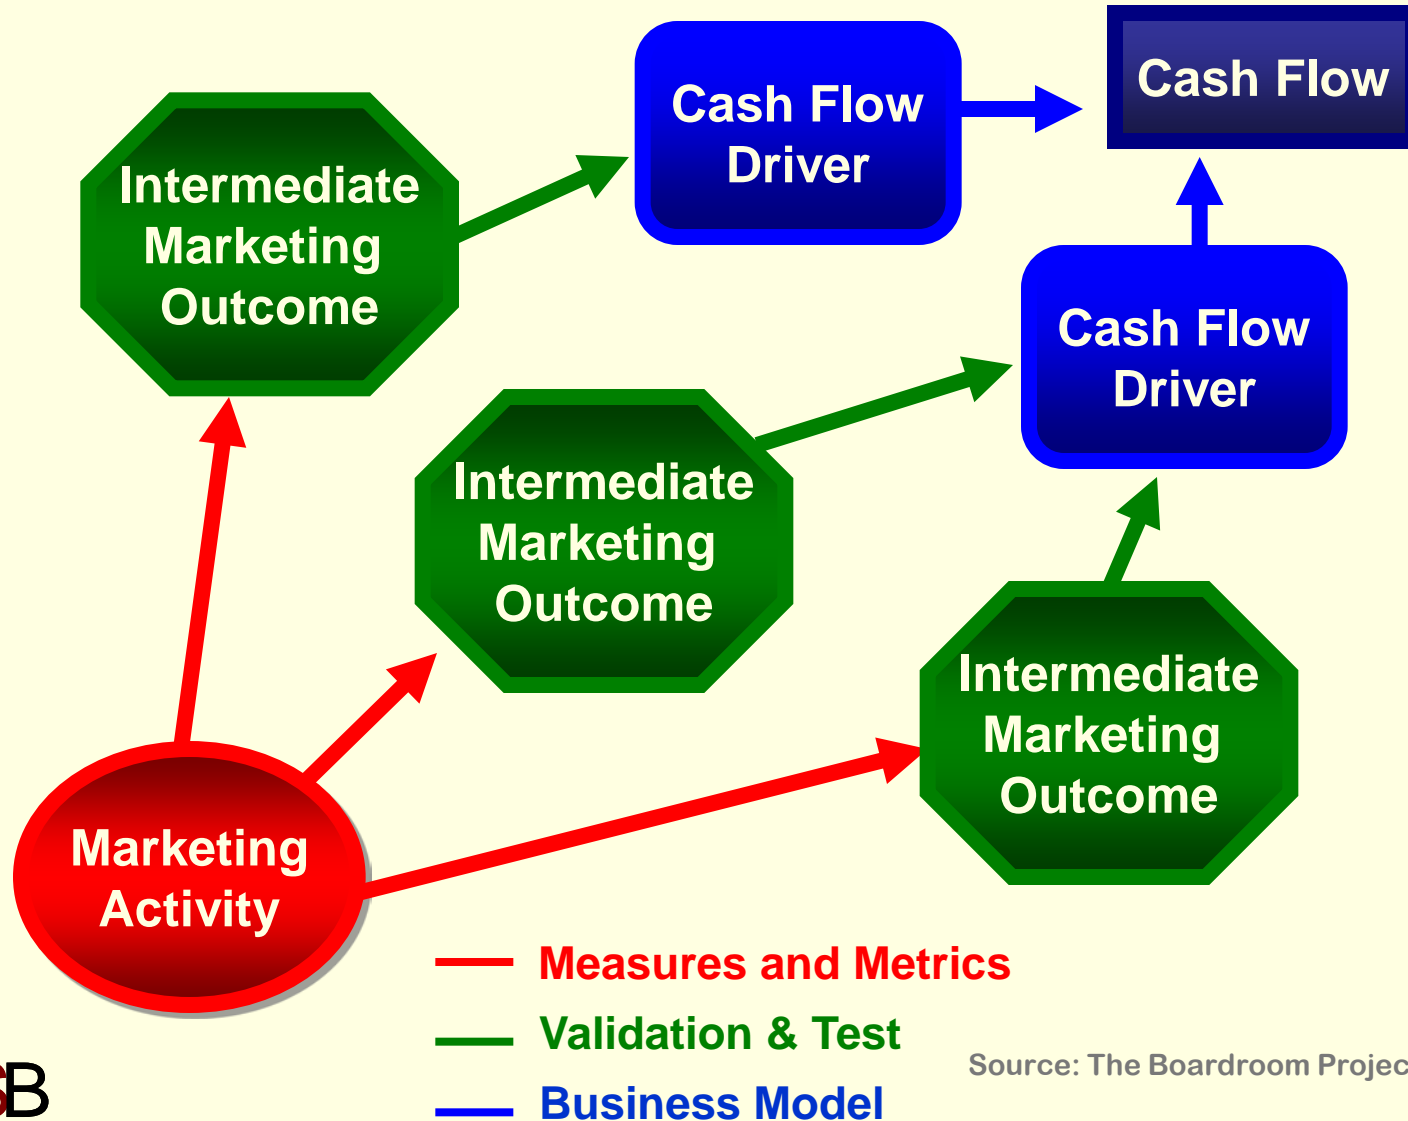 Cash Flow
Cash Flow
Driver
Intermediate
Marketing
Outcome
Cash Flow
Driver
Intermediate
Marketing
Outcome
Intermediate
Marketing
Outcome
Marketing
Activity
Measures and Metrics
Validation & Test
Source: The Boardroom Projec
Business Model
SB